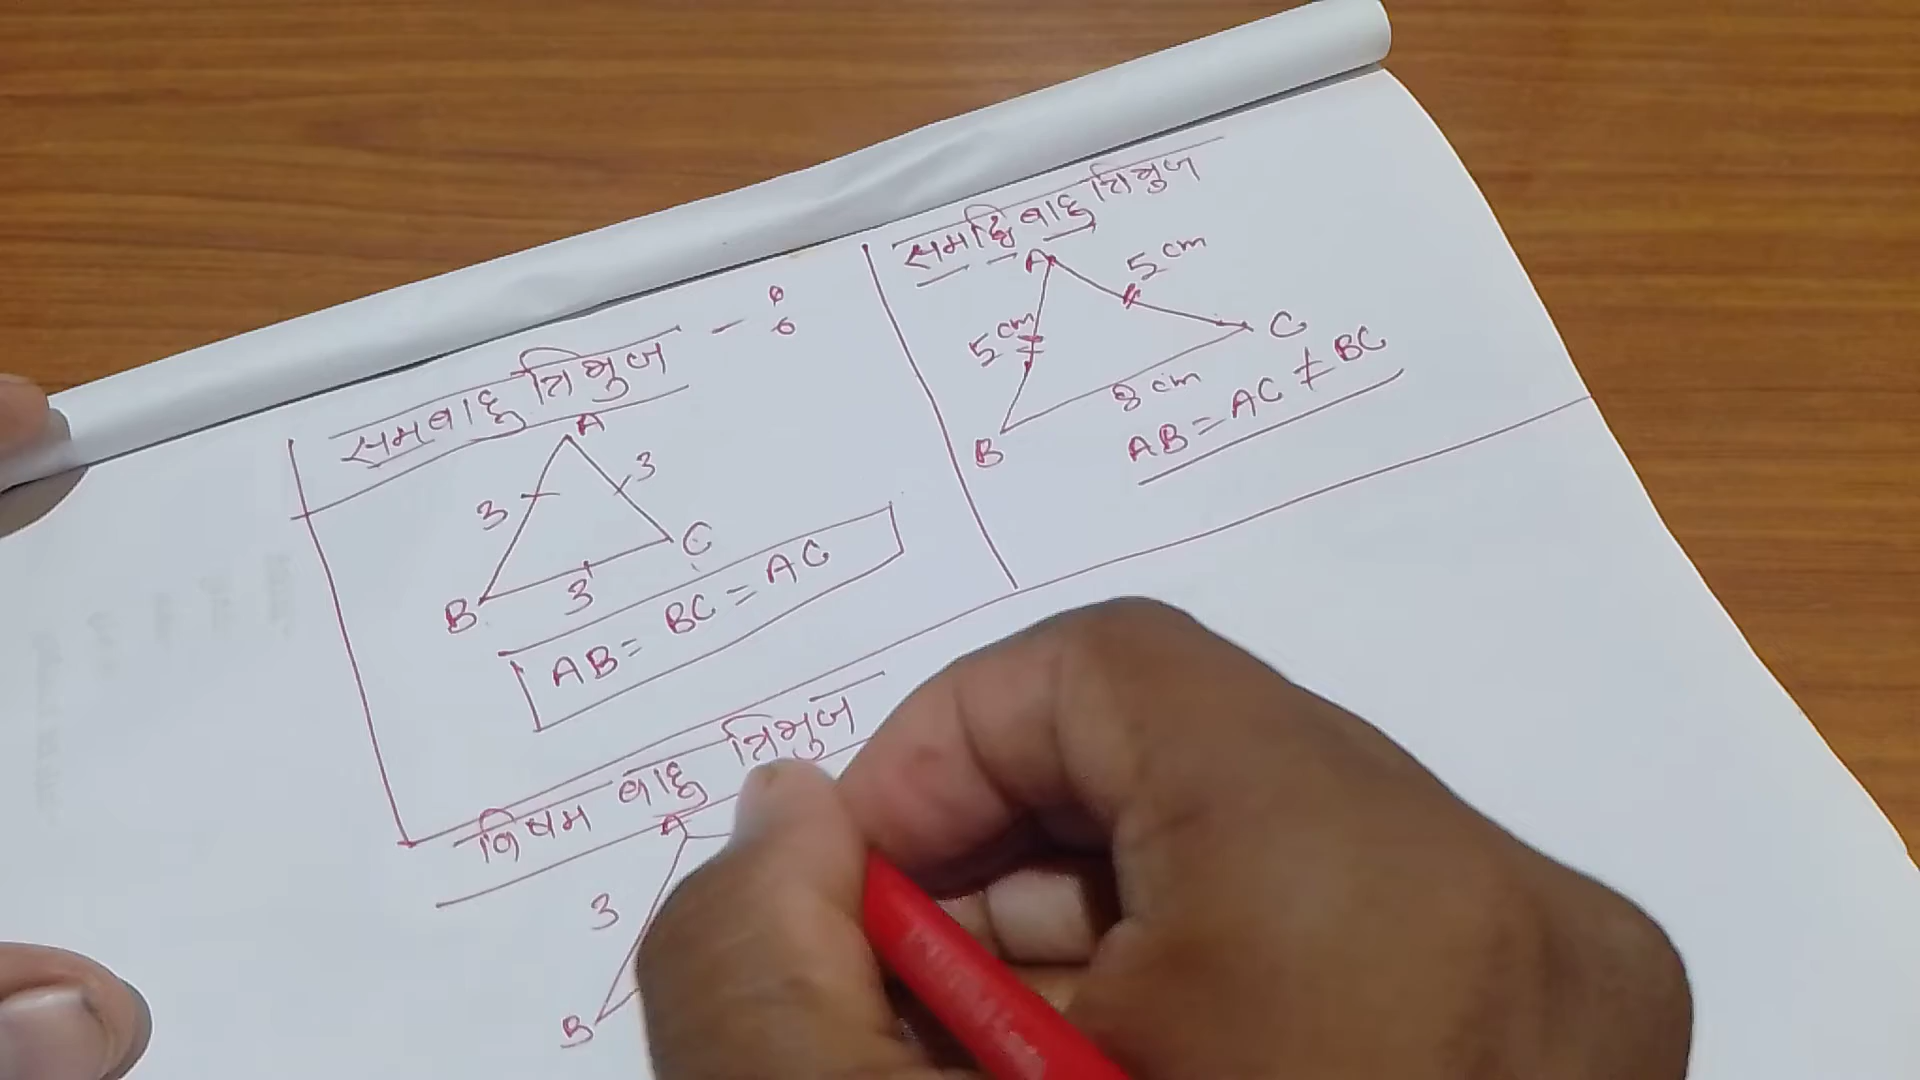 समबाहु त्रिभुज - :
A
3
3
B
3
C
AB = BC = AC
समद्विबाहु त्रिभुज
A
5 cm
5 cm
C
B
8 cm
AB = AC ≠ BC
विषम बाहु त्रिभुज
A
3
B